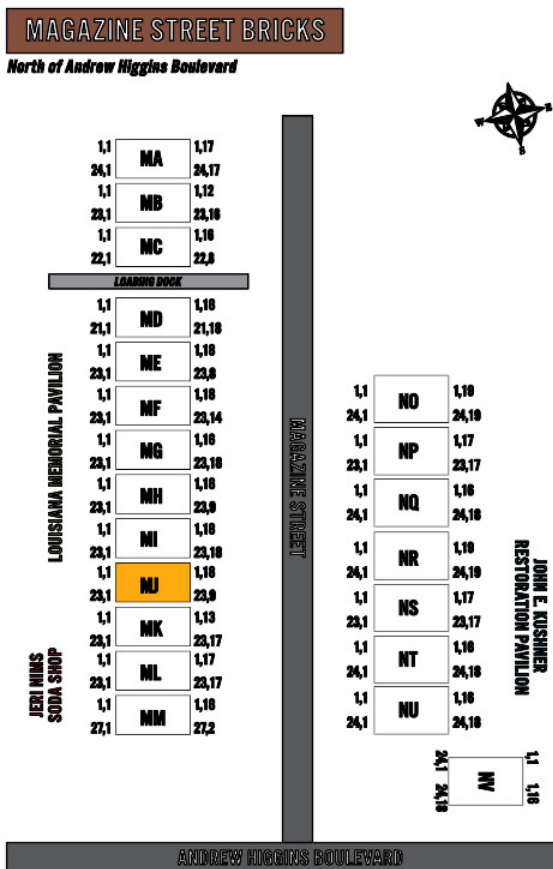 MAGAZINE STREET BRICKS
North of Andrew Higgins Boulevard
N
W E
S
1,1 MA 1,17
24,1 24,17
1,1 MB 1,12
23,1 23,16
1,1 MC 1,16
22,1 22,8
LOADING DOCK
1,1 MD 1,18
21,1 21,18
1,1 ME 1,18
23,1 23,8
1,1 MF 1,18
23,1 23,14
1,1 MG 1,16
23,1 23,18
1,1 MH 1,18
23,1 23,9
1,1 MI 1,18
23,1 23,18
1,1 MJ 1,18
23,1 23,9
1,1 MK 1,13
23,1 23,17
1,1 ML 1,17
23,1 23,17
1,1 MM 1,18
27,1 27,2
LOUISIANA MEMORIAL PAVILION
JERI NIMS
SODA SHOP
MAGAZINE STREET
1,1 NO 1,19
24,1 24,19
1,1 NP 1,17
23,1 23,17
1,1 NQ 1,16
24,1 24,18
1,1 NR 1,19
24,1 24,19
1,1 NS 1,17
23,1 23,17
1,1 NT 1,16
24,1 24,18
1,1 NU 1,16
24,1 24,18
JOHN E. KUSHNER
RESTORATION PAVILION
1,1 NV 1,16
24,1 24,18
ANDREW HIGGINS BOULEVARD